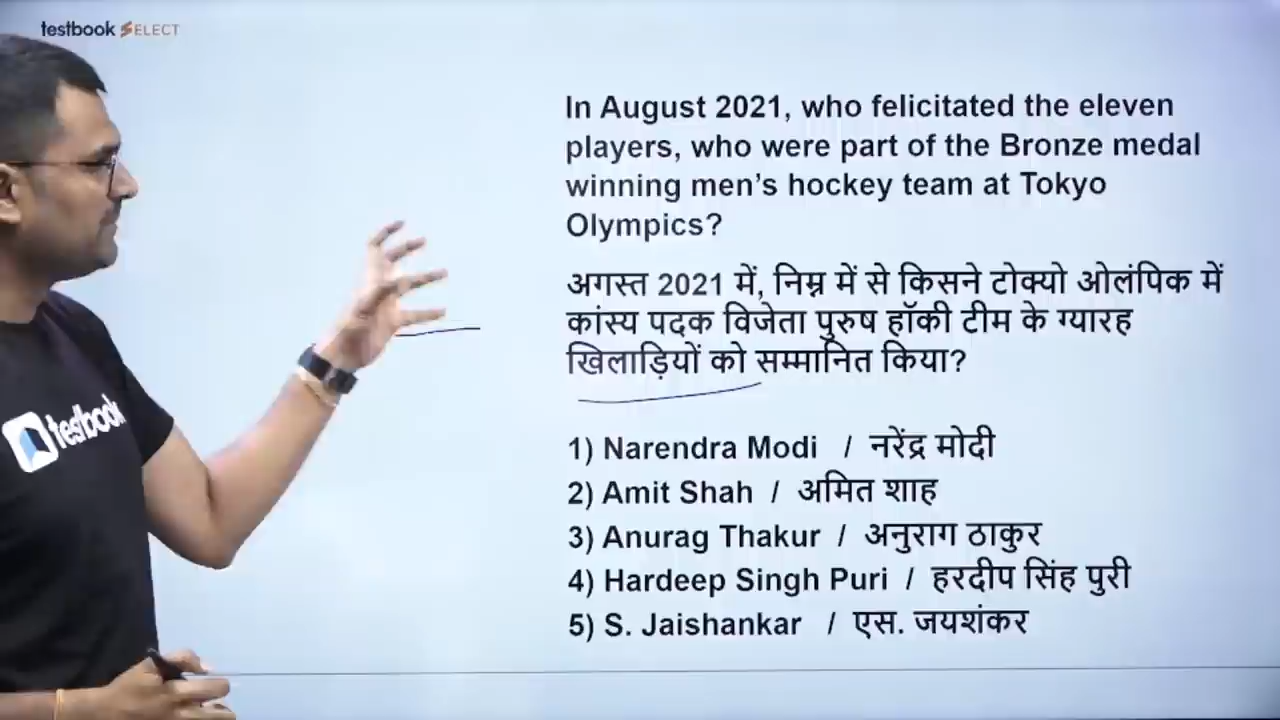 testbook SELECT
In August 2021, who felicitated the eleven
players, who were part of the Bronze medal
winning men's hockey team at Tokyo
Olympics?
अगस्त 2021 में, निम्न में से किसने टोक्यो ओलंपिक में
कांस्य पदक विजेता पुरुष हॉकी टीम के ग्यारह
खिलाड़ियों को सम्मानित किया?
1) Narendra Modi / नरेंद्र मोदी
2) Amit Shah / अमित शाह
3) Anurag Thakur / अनुराग ठाकुर
4) Hardeep Singh Puri / हरदीप सिंह पुरी
5) S. Jaishankar / एस. जयशंकर
testbook